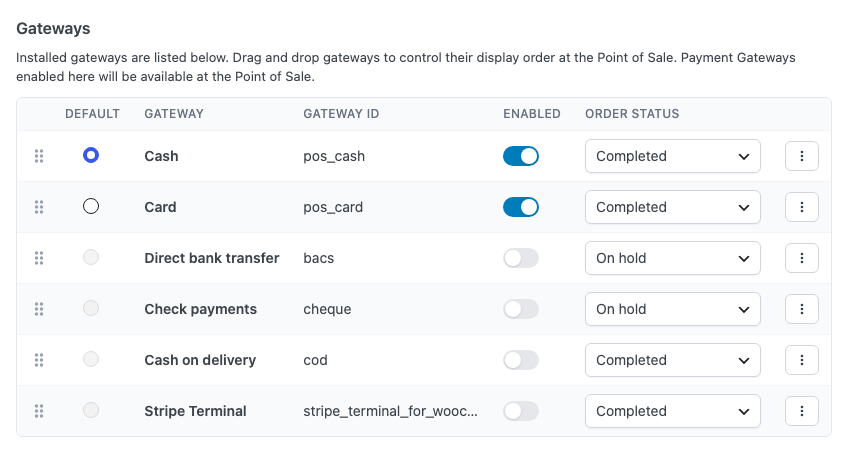 Gateways
Installed gateways are listed below. Drag and drop gateways to control their display order at the Point of Sale. Payment Gateways
enabled here will be available at the Point of Sale.
DEFAULT GATEWAY GATEWAY ID ENABLED ORDER STATUS
Cash pos_cash Completed
Card pos_card Completed
Direct bank transfer bacs On hold
Check payments cheque On hold
Cash on delivery cod Completed
Stripe Terminal stripe_terminal_for_wooc... Completed